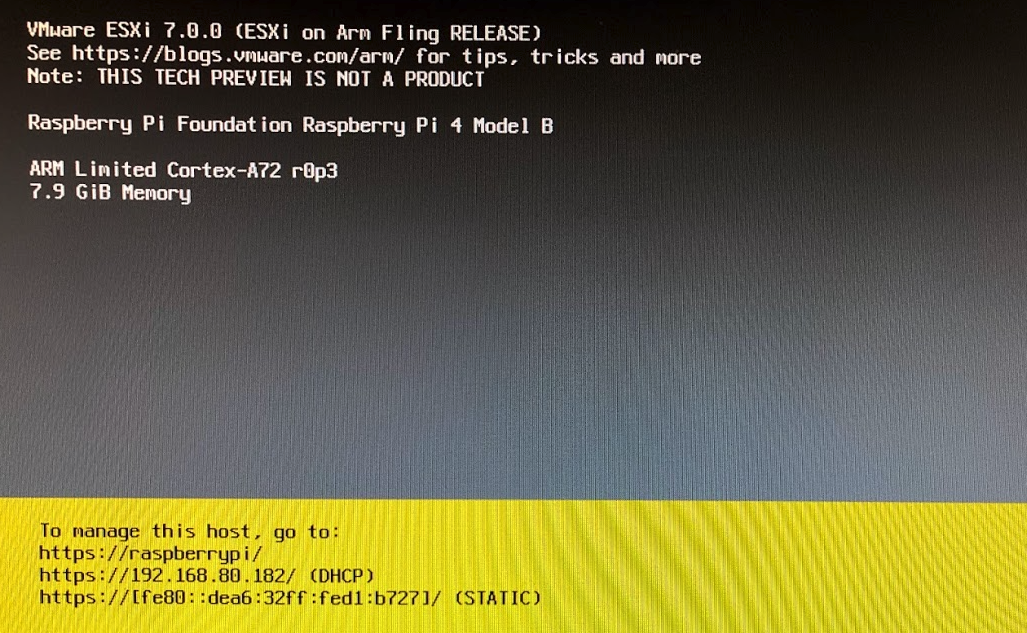 VMware ESXi 7.0.0 (ESXi on Arm Fling RELEASE)
See https://blogs.vmware.com/arm/ for tips, tricks and more
Note: THIS TECH PREVIEW IS NOT A PRODUCT
Raspberry Pi Foundation Raspberry Pi 4 Model B
ARM Limited Cortex-A72 r0p3
7.9 GiB Memory
To manage this host, go to:
https://raspberrypi/
https://192.168.80.182/ (DHCP)
https://[fe80::dea6:32ff:fed1:b727]/ (STATIC)